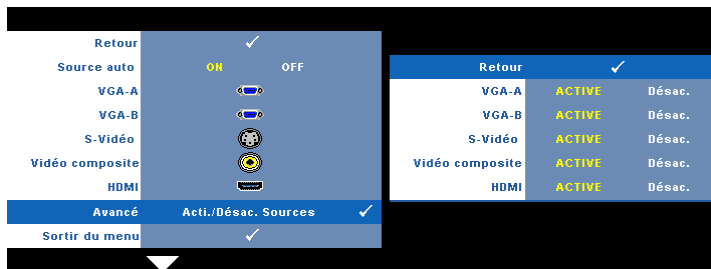 Retour
Source auto ON OFF
VGA-A
VGA-B
S-Vidéo
Vidéo composite
HDMI
Avancé Acti./Désac. Sources
Sortir du menu
Retour
VGA-A ACTIVE Désac.
VGA-B ACTIVE Désac.
S-Vidéo ACTIVE Désac.
Vidéo composite ACTIVE Désac.
HDMI ACTIVE Désac.